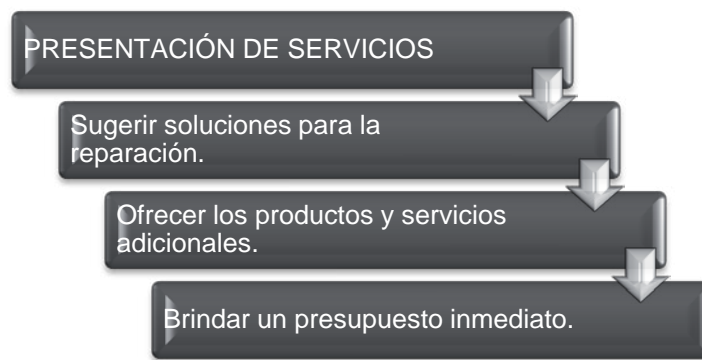 PRESENTACIÓN DE SERVICIOS
Sugerir soluciones para la
reparación.
Ofrecer los productos y servicios
adicionales.
Brindar un presupuesto inmediato.